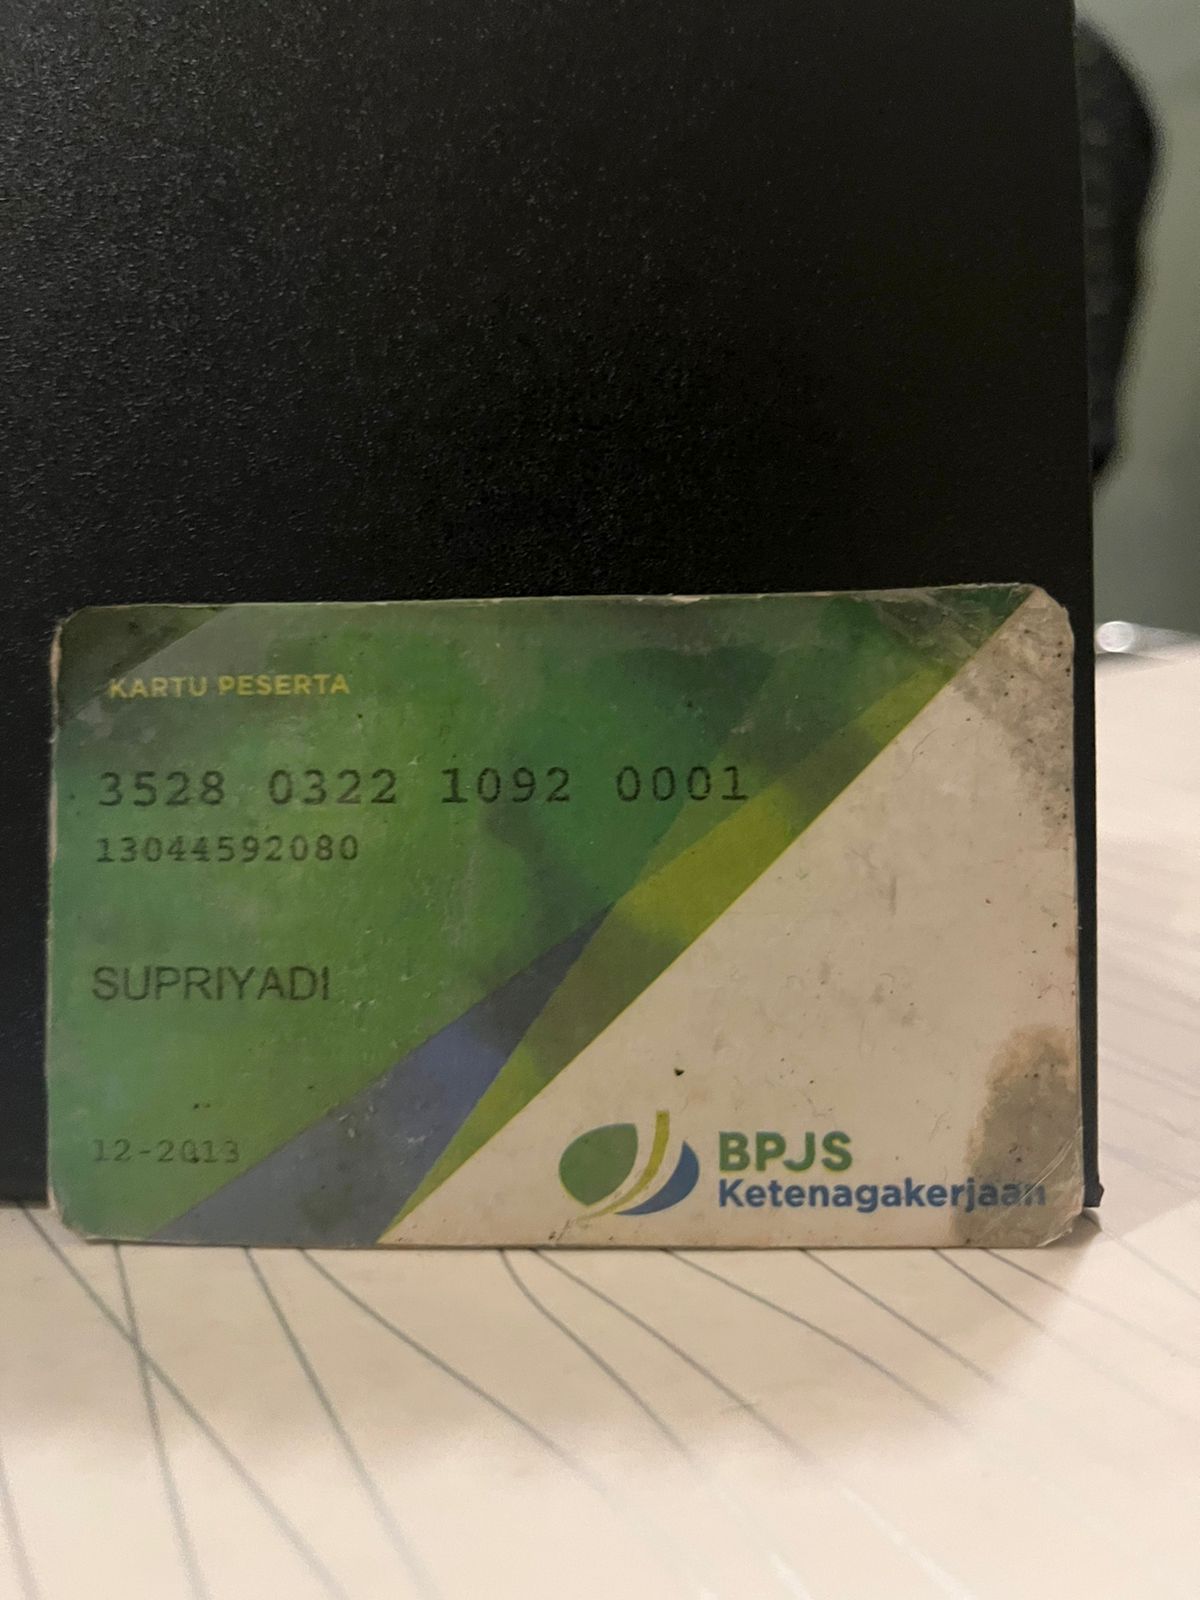 KARTU PESERTA
3528 0322 1092 0001
13044592080
SUPRIYADI
12-2013
BPJS
Ketenagakerjaan